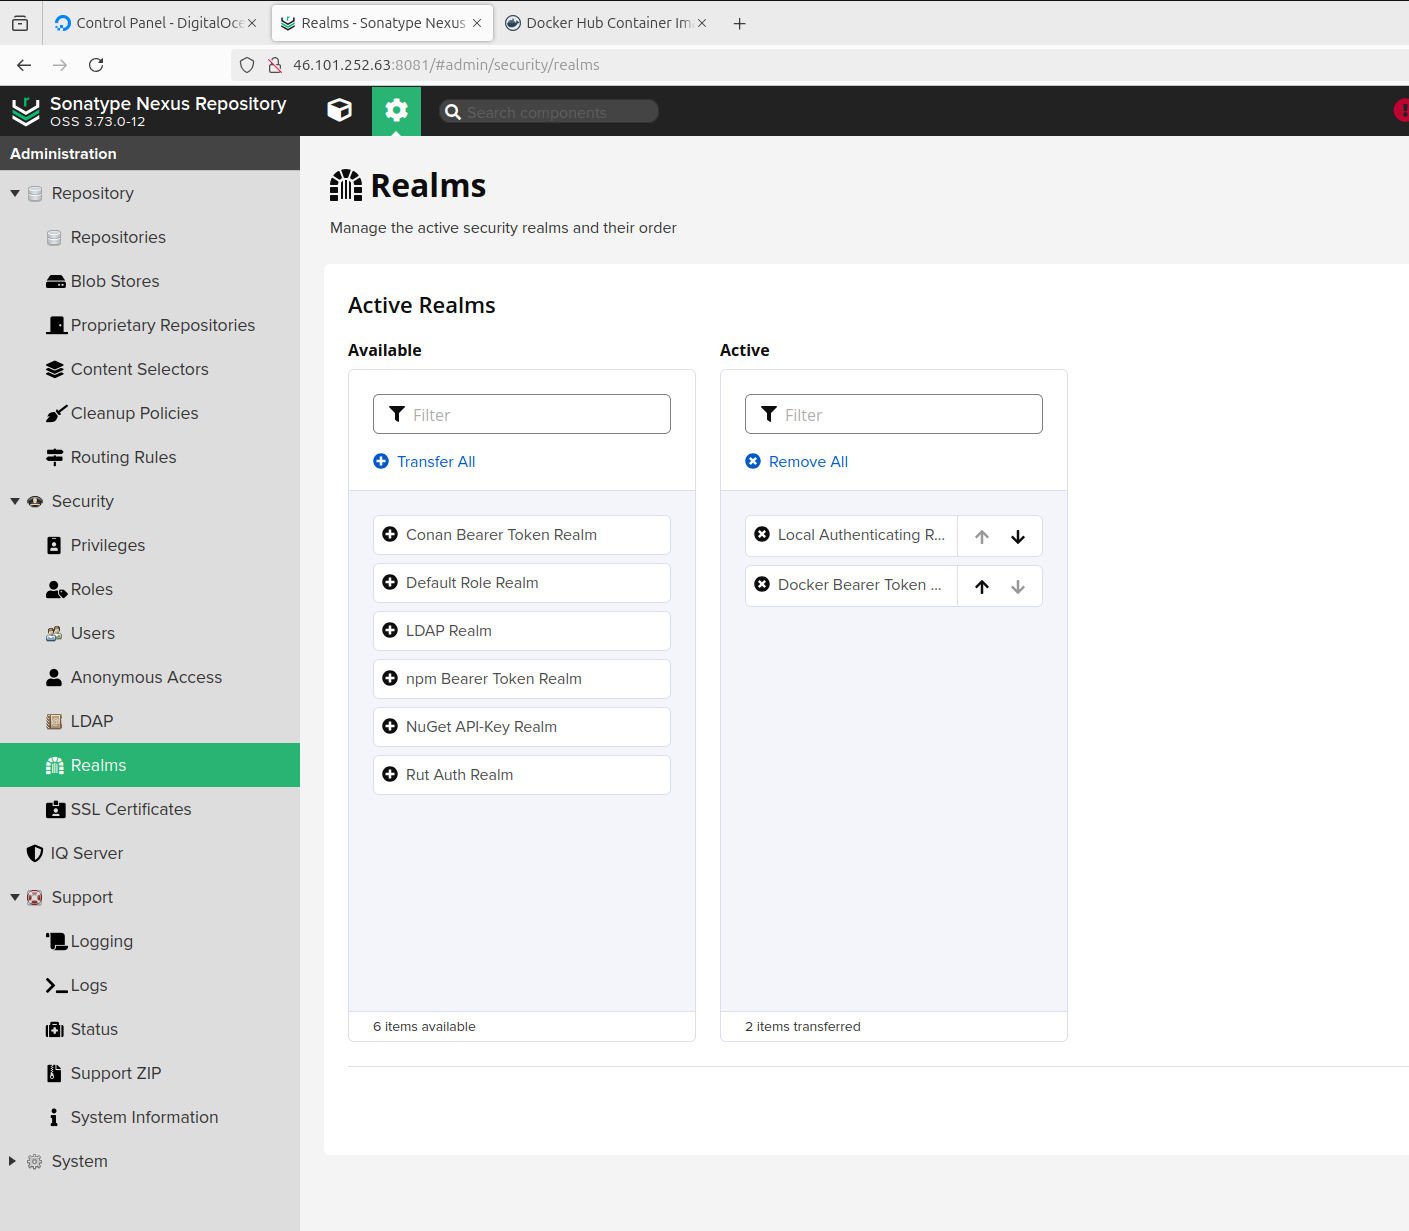 Control Panel - DigitalOce
Realms - Sonatype Nexus
Docker Hub Container Im
46.101.252.63:8081/#admin/security/realms
Sonatype Nexus Repository
OSS 3.73.0-12
Search components
Administration
Repository
Repositories
Blob Stores
Proprietary Repositories
Content Selectors
Cleanup Policies
Routing Rules
Security
Privileges
Roles
Users
Anonymous Access
LDAP
Realms
SSL Certificates
IQ Server
Support
Logging
Logs
Status
Support ZIP
System Information
System
Realms
Manage the active security realms and their order
Active Realms
Available
Filter
Transfer All
Conan Bearer Token Realm
Default Role Realm
LDAP Realm
npm Bearer Token Realm
NuGet API-Key Realm
Rut Auth Realm
6 items available
Active
Filter
Remove All
Local Authenticating R...
Docker Bearer Token ...
2 items transferred